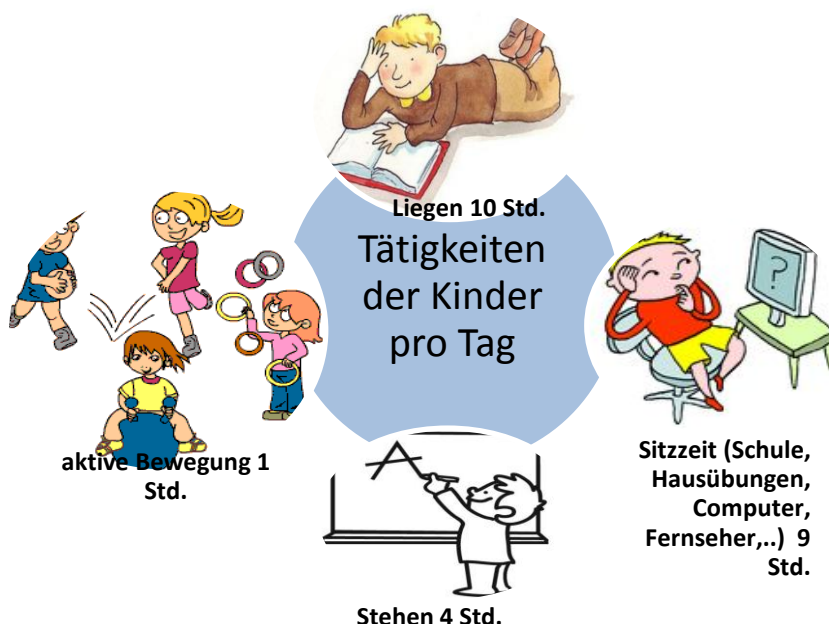 Liegen 10 Std.
Tätigkeiten
der Kinder
pro Tag
?
aktive Bewegung 1
Std.
A
Sitzzeit (Schule,
Hausübungen,
Computer,
Fernseher,..) 9
Std.
Stehen 4 Std.